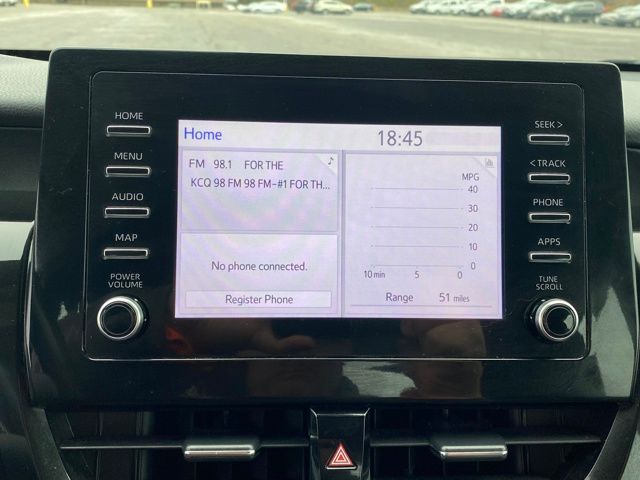 HOME
MENU
AUDIO
MAP
POWER
VOLUME
Home
18:45
FM 98.1 FOR THE
KCQ 98 FM 98 FM-#1 FOR TH...
No phone connected.
Register Phone
MPG
40
30
20
10
0
10 min 5 0
Range 51 miles
SEEK >
< TRACK
PHONE
APPS
TUNE
SCROLL